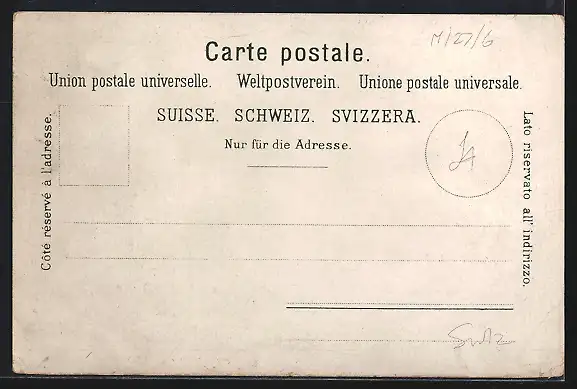 M/27/6
Carte postale.
Union postale universelle. Weltpostverein. Unione postale universale.
SUISSE. SCHWEIZ. SVIZZERA.
Nur für die Adresse.
Côté réservé à l'adresse.
Lato riservato all' indirizzo.